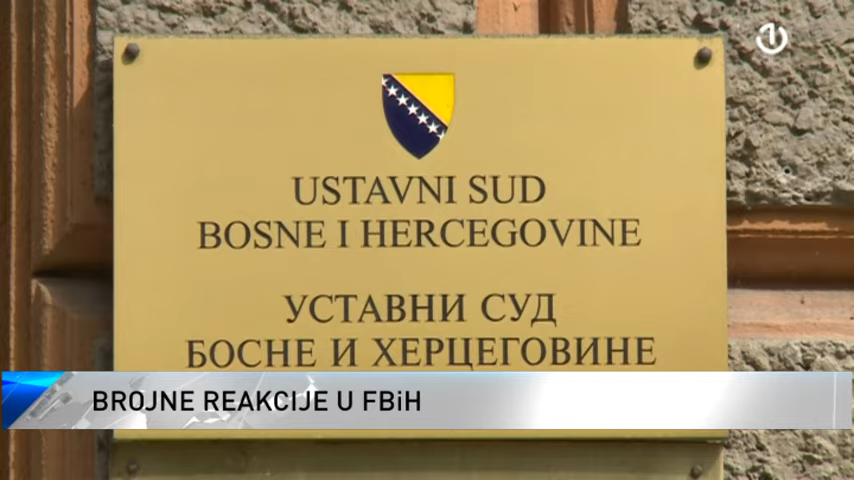 USTAVNI SUD
BOSNE I HERCEGOVINE
УСТАВНИ СУД
БОСНЕ И ХЕРЦЕГОВИНЕ
BROJNE REAKCIJE U FBiH